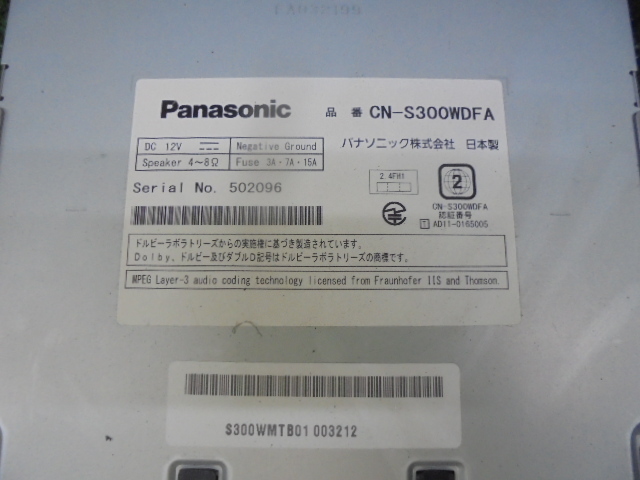 Panasonic
品 番 CN-S300WDFA
DC 12V Negative Ground
Speaker 4〜8Ω Fuse 3A・7A・15A
パナソニック株式会社 日本製
Serial No. 502096
2.4FH1
2
CN-S300WDFA
認証番号
T AD11-0165005
ドルビーラボラトリーズからの実施権に基づき製造されています。
Dolby、ドルビー及びダブルD記号はドルビーラボラトリーズの商標です。
MPEG Layer-3 audio coding technology licensed from Fraunhofer IIS and Thomson.
S300WMTB01 003212